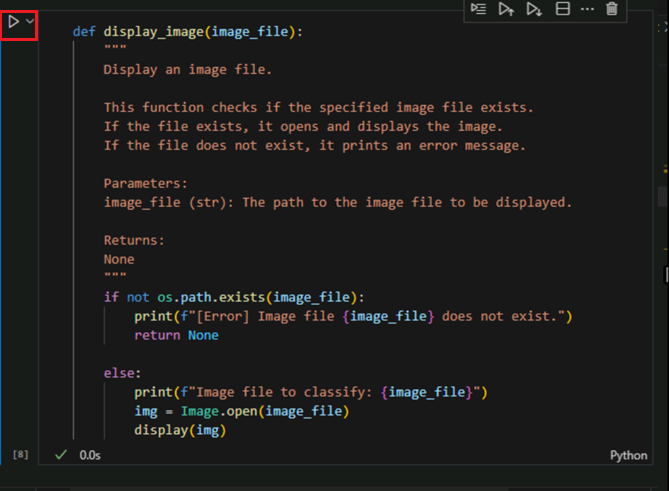 def display_image(image_file):
"""
Display an image file.
This function checks if the specified image file exists.
If the file exists, it opens and displays the image.
If the file does not exist, it prints an error message.
Parameters:
image_file (str): The path to the image file to be displayed.
Returns:
None
"""
if not os.path.exists(image_file):
print(f"[Error] Image file {image_file} does not exist.")
return None
else:
print(f"Image file to classify: {image_file}")
img = Image.open(image_file)
display(img)
[8] 0.0s Python